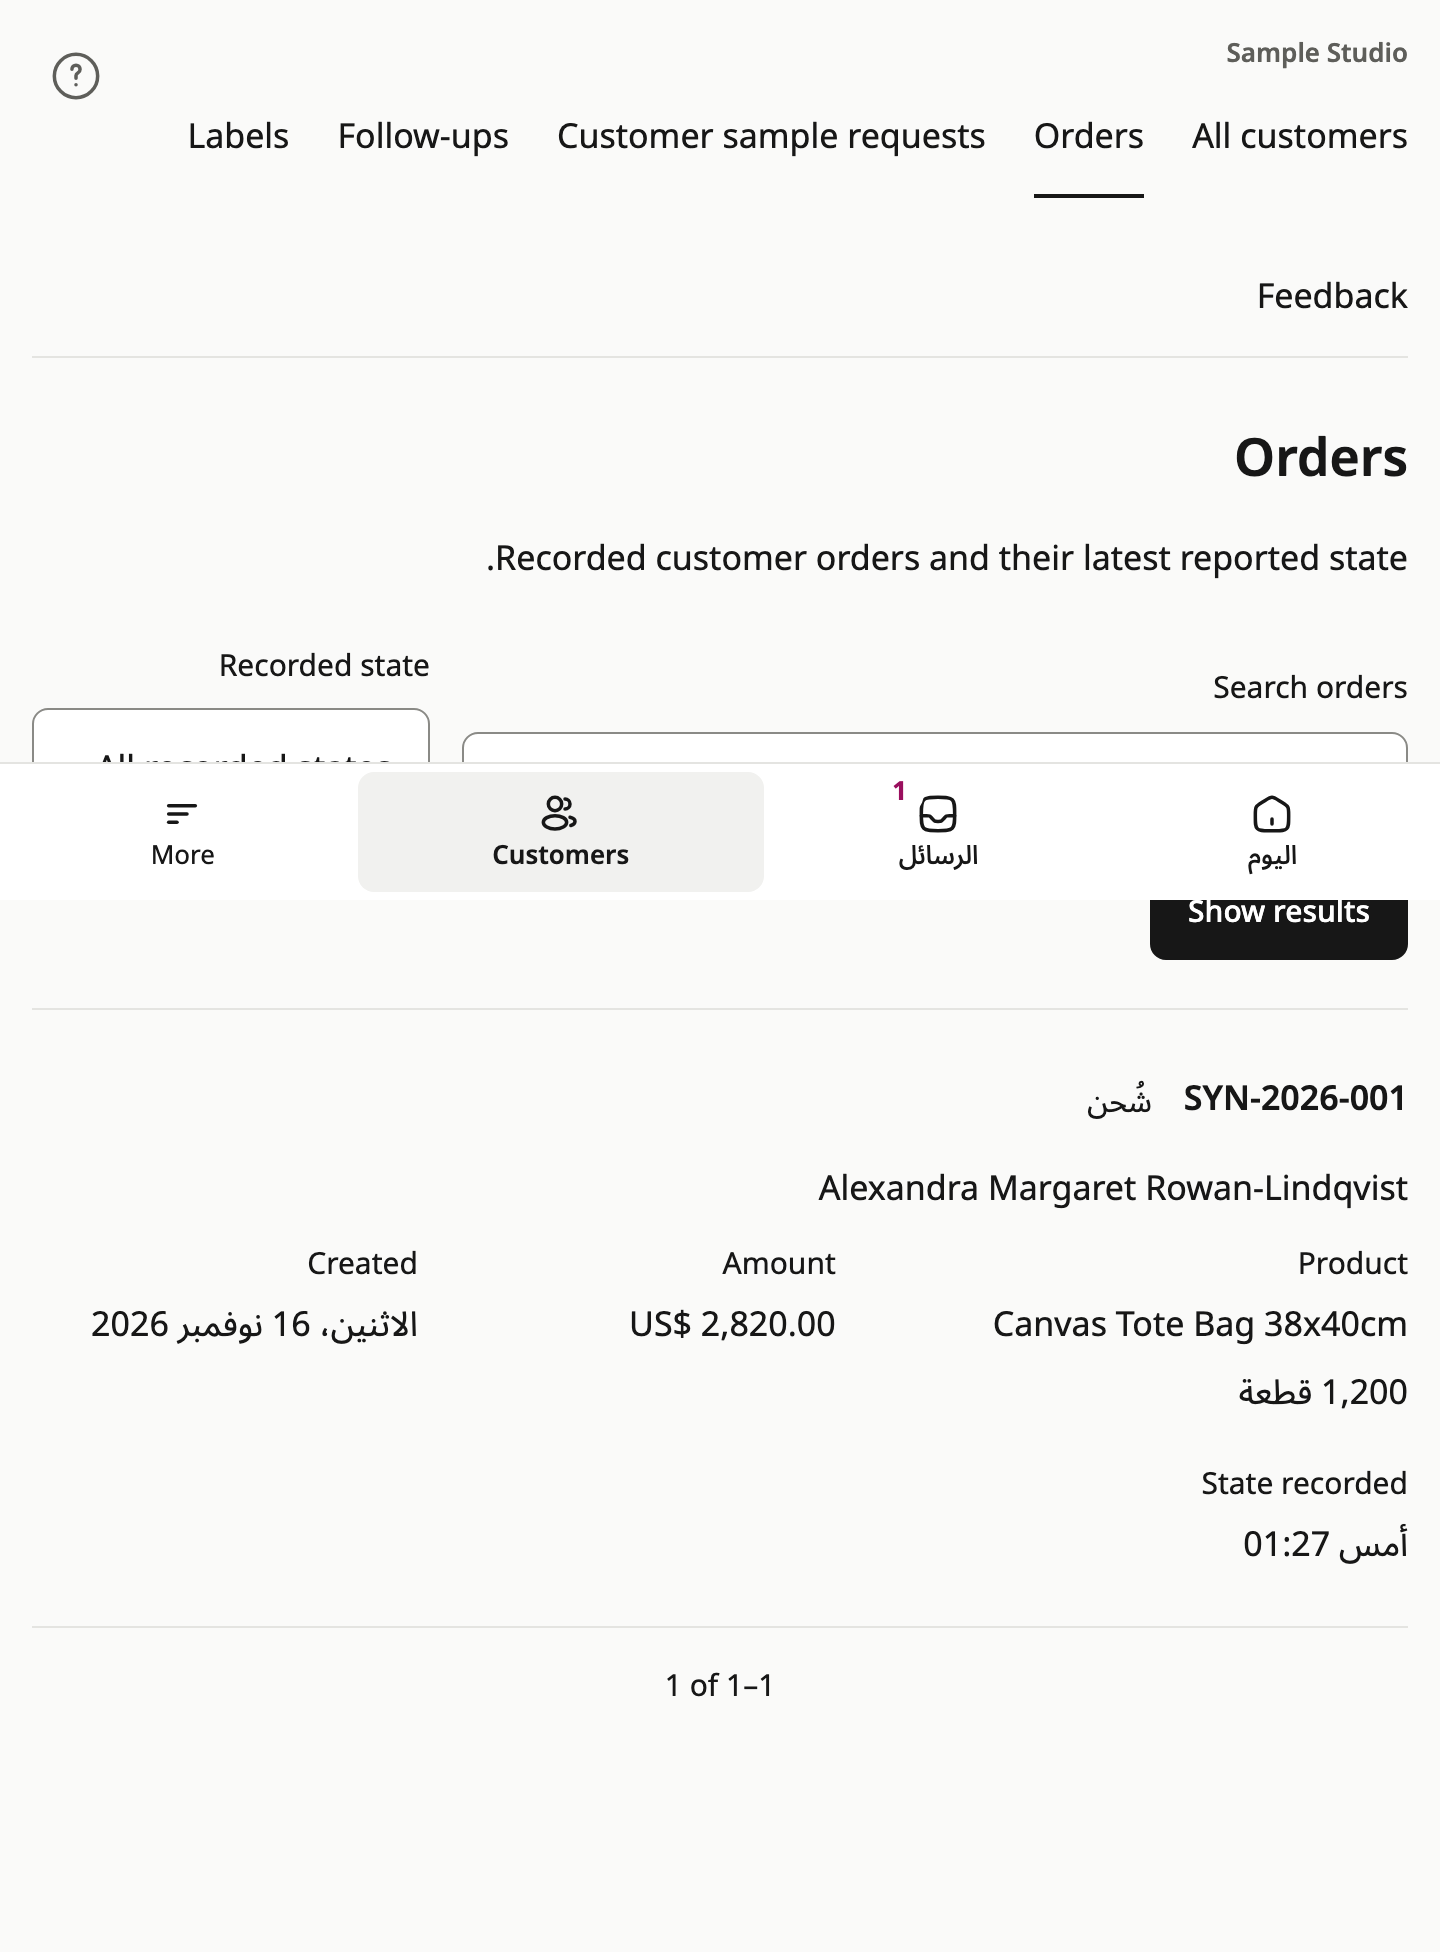 Sample Studio
All customers
Orders
Customer sample requests
Follow-ups
Labels
Feedback
Orders
Recorded customer orders and their latest reported state.
Search orders
Recorded state
All recorded states
اليوم
1
الرسائل
Customers
More
Show results
SYN-2026-001 شُحن
Alexandra Margaret Rowan-Lindqvist
Product
Canvas Tote Bag 38x40cm
1,200 قطعة
Amount
US$ 2,820.00
Created
الاثنين، 16 نوفمبر 2026
State recorded
أمس 01:27
1 of 1–1